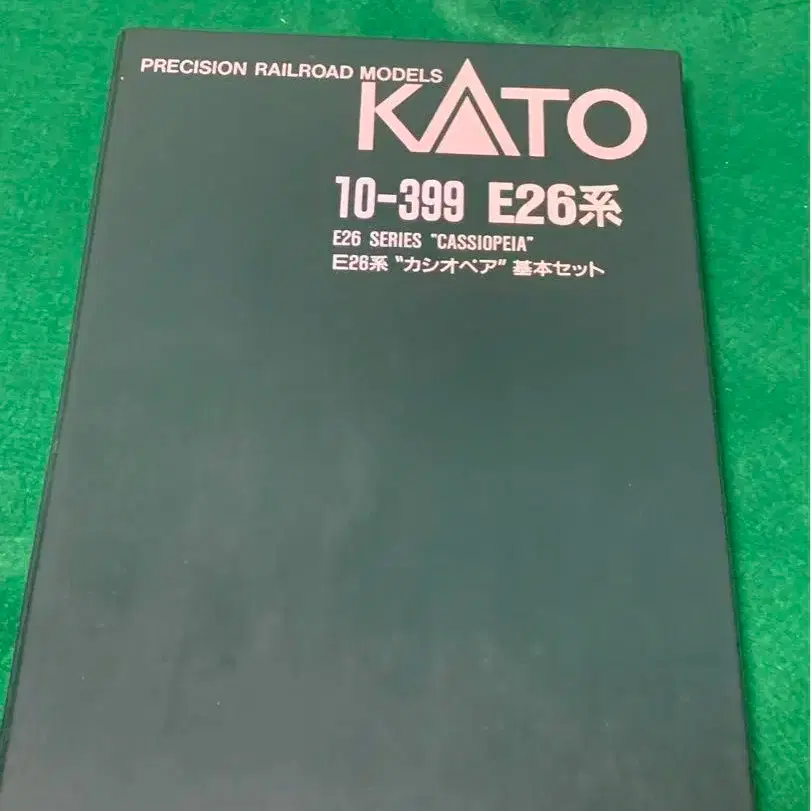 PRECISION RAILROAD MODELS
KATO
10-399 E26系
E26 SERIES "CASSIOPEIA"
E26系 "カシオペア" 基本セット